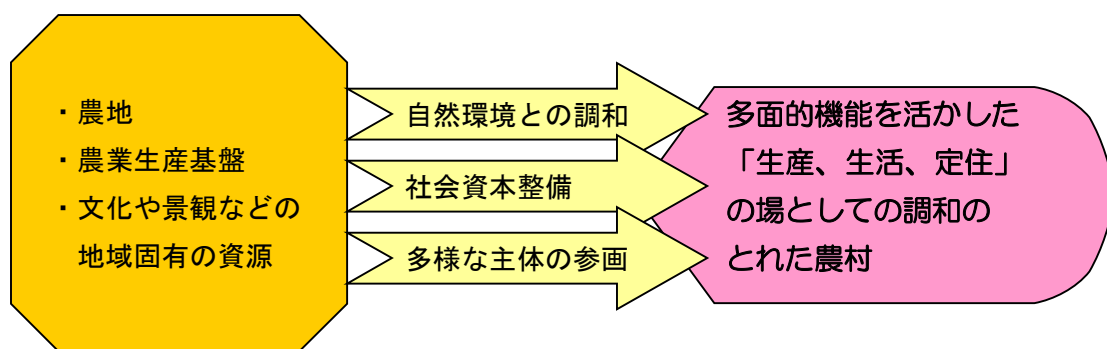 ・農地
・農業生産基盤
・文化や景観などの
地域固有の資源
自然環境との調和
社会資本整備
多様な主体の参画
多面的機能を活かした
「生産、生活、定住」
の場としての調和の
とれた農村